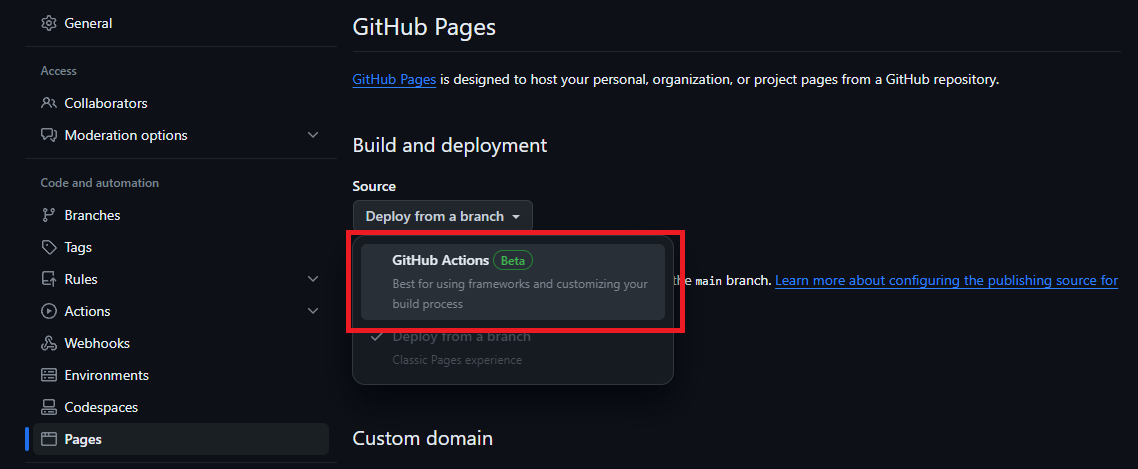 General
Access
Collaborators
Moderation options
Code and automation
Branches
Tags
Rules
Actions
Webhooks
Environments
Codespaces
Pages
GitHub Pages
GitHub Pages is designed to host your personal, organization, or project pages from a GitHub repository.
Build and deployment
Source
Deploy from a branch
GitHub Actions Beta
Best for using frameworks and customizing your
build process
the main branch. Learn more about configuring the publishing source for
Deploy from a branch
Classic Pages experience
Custom domain